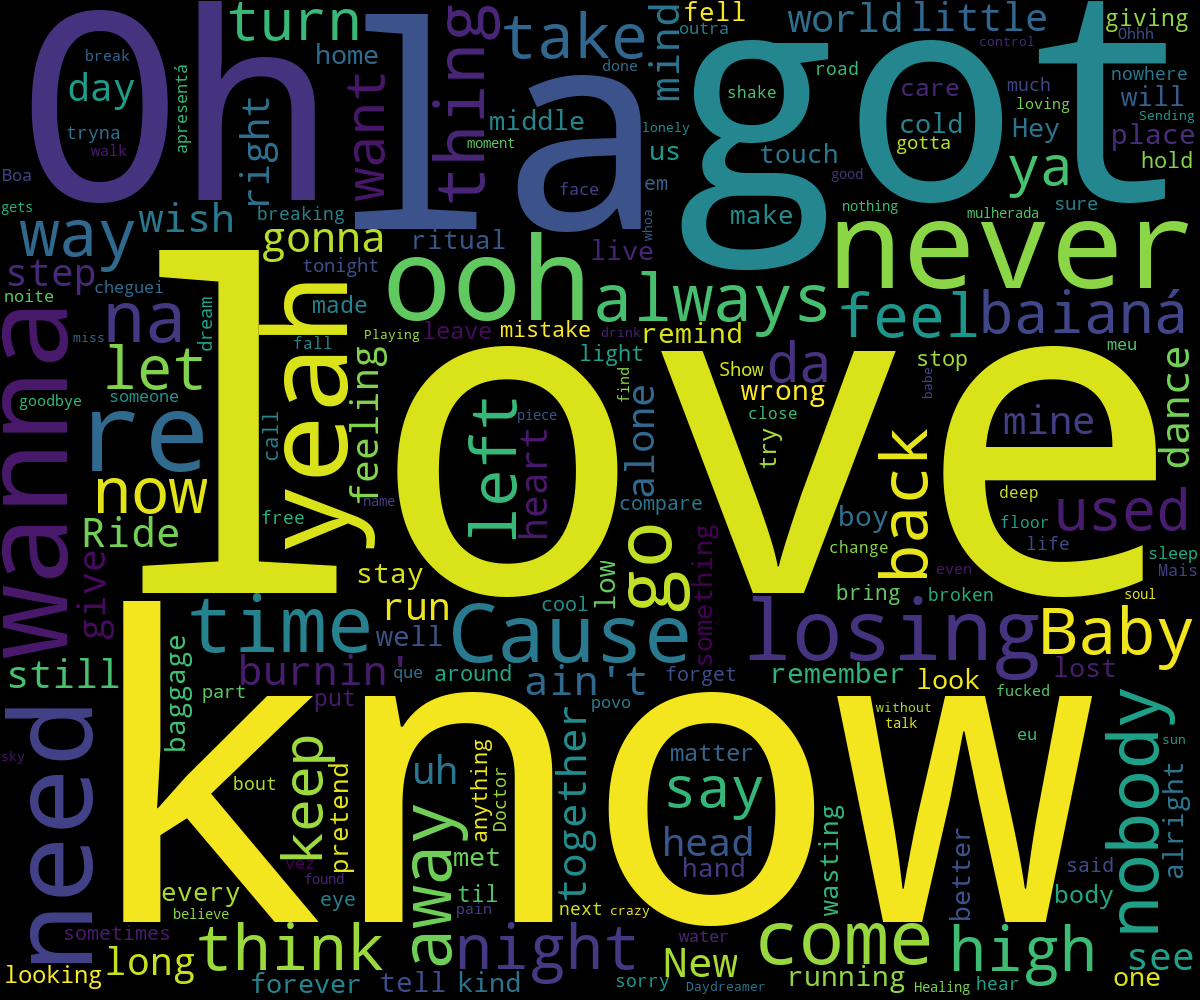 Oh
la
got
love
know
turn
home
break
day
tryna
walk
apresentá
right
want
thing
take
done
mind
fell
outra
world
little
control
giving
Ohhh
nowhere
will
Sending
place
hold
much
loving
road
shake
care
cold
gotta
Hey
ya
middle
moment
lonely
us
touch
good
em
face
Boa
gets
way
wish
breaking
gonna
ritual
tonight
live
whoa
make
nothing
mulherada
sure
never
step
noite
cheguei
na
miss
dream
made
fall
yeah
ooh
always
Playing
leave
mistake
drink
remind
feel
baianá
meu
wanna
let
goodbye
someone
re
call
feeling
light
find
Show
da
wrong
stop
babe
dance
now
left
piece
heart
alone
close
try
back
mine
deep
used
floor
life
Ride
free
name
compare
boy
change
sleep
Mais
even
give
stay
low
go
something
bring
broken
soul
time
run
well
cool
Cause
losing
Baby
still
baggage
burnin'
que
around
ain't
forget
remember
look
lost
part
put
povo
fucked
without
talk
need
sky
bout
keep
pretend
uh
anything
Doctor
together
matter
say
head
hand
eu
nobody
sun
alright
away
met
wasting
better
said
body
every
vez
found
eye
til
believe
pain
next
crazy
sometimes
think
night
water
come
high
see
looking
long
forever
tell
kind
sorry
New
Daydreamer
running
Healing
hear
one